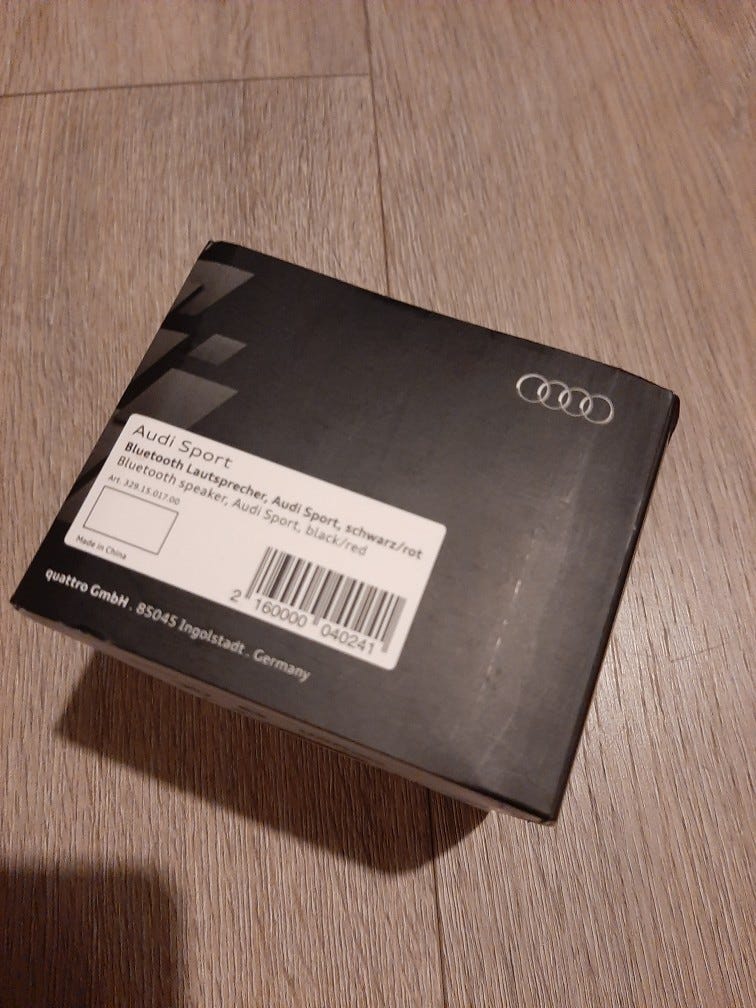 Audi Sport
Bluetooth Lautsprecher, Audi Sport, schwarz/rot
Bluetooth speaker, Audi Sport, black/red
Art. 329.15.017.00
Made in China
2 160000 040241
quattro GmbH . 85045 Ingolstadt . Germany